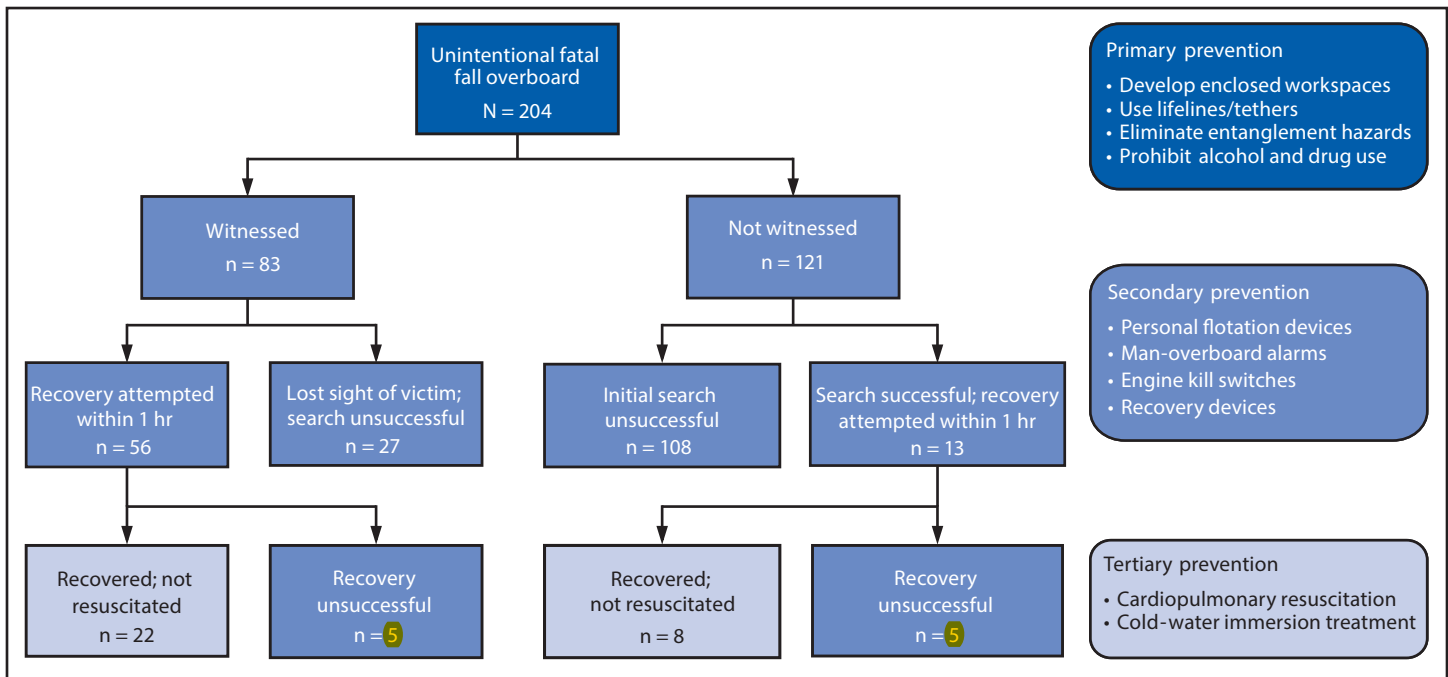 Unintentional fatal
fall overboard
N = 204
Witnessed
n = 83
Not witnessed
n = 121
Recovery attempted
within 1 hr
n = 56
Lost sight of victim;
search unsuccessful
n = 27
Initial search
unsuccessful
n = 108
Search successful; recovery
attempted within 1 hr
n = 13
Recovered; not
resuscitated
n = 22
Recovery
unsuccessful
n = 5
Recovered;
not resuscitated
n = 8
Recovery
unsuccessful
n = 5
Primary prevention
• Develop enclosed workspaces
• Use lifelines/tethers
• Eliminate entanglement hazards
• Prohibit alcohol and drug use
Secondary prevention
• Personal flotation devices
• Man-overboard alarms
• Engine kill switches
• Recovery devices
Tertiary prevention
• Cardiopulmonary resuscitation
• Cold-water immersion treatment